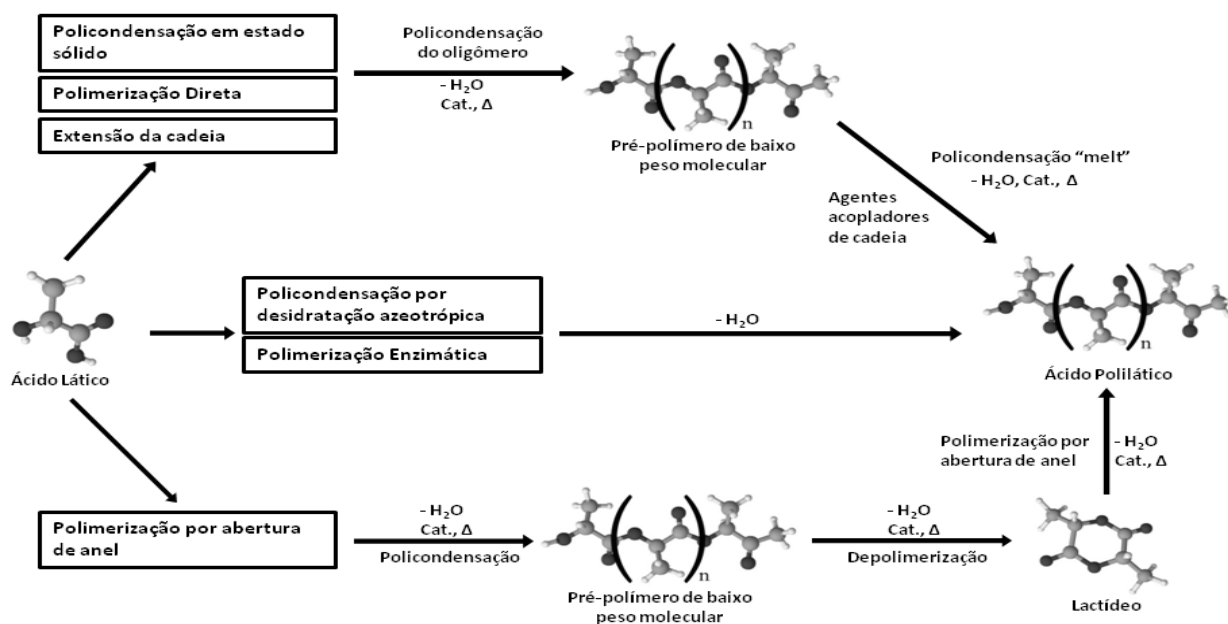 Policondensação em estado
sólido
Polimerização Direta
Extensão da cadeia
Policondensação
do oligômero
- H₂O
Cat., Δ
n
Pré-polímero de baixo
peso molecular
Policondensação “melt”
- H₂O, Cat., Δ
Agentes
acopladores
de cadeia
Ácido Lático
Policondensação por
desidratação azeotrópica
Polimerização Enzimática
- H₂O
n
Ácido Polilático
Polimerização por
abertura de anel
- H₂O
Cat., Δ
Polimerização por abertura
de anel
- H₂O
Cat., Δ
Policondensação
n
Pré-polímero de baixo
peso molecular
- H₂O
Cat., Δ
Depolimerização
Lactídeo